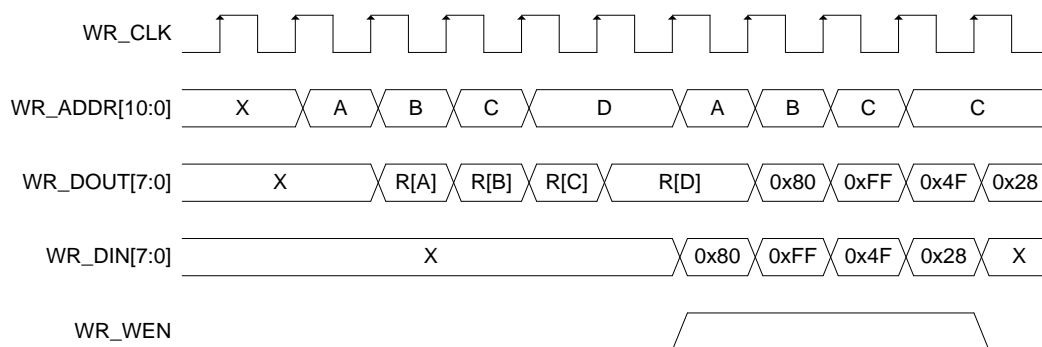 WR_CLK
WR_ADDR[10:0] X A B C D A B C C
WR_DOUT[7:0] X R[A] R[B] R[C] R[D] 0x80 0xFF 0x4F 0x28
WR_DIN[7:0] X 0x80 0xFF 0x4F 0x28 X
WR_WEN